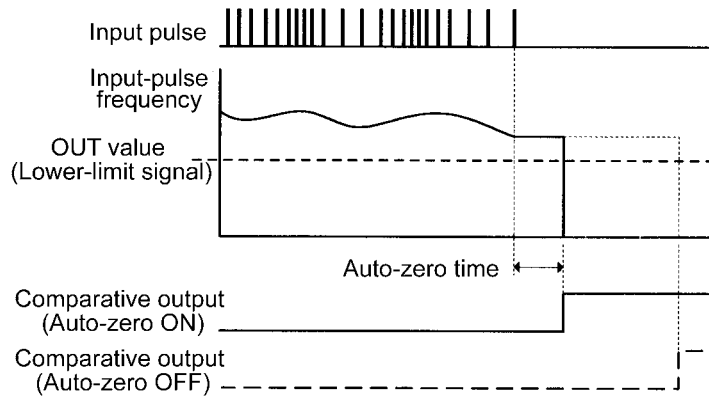 Input pulse
Input-pulse
frequency
OUT value
(Lower-limit signal)
Auto-zero time
Comparative output
(Auto-zero ON)
Comparative output
(Auto-zero OFF)